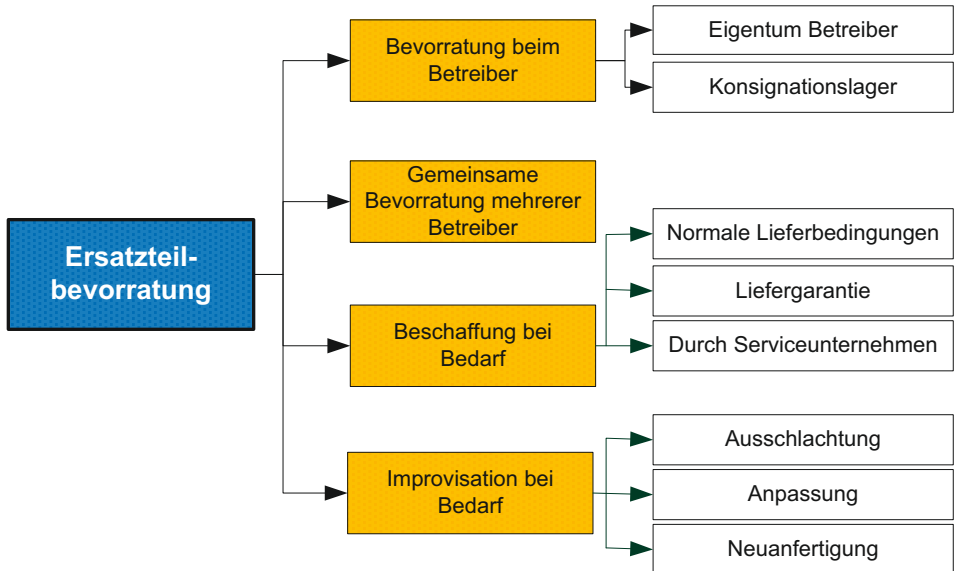 Ersatzteil-
bevorratung
Bevorratung beim
Betreiber
Eigentum Betreiber
Konsignationslager
Gemeinsame
Bevorratung mehrerer
Betreiber
Beschaffung bei
Bedarf
Normale Lieferbedingungen
Liefergarantie
Durch Serviceunternehmen
Improvisation bei
Bedarf
Ausschlachtung
Anpassung
Neuanfertigung